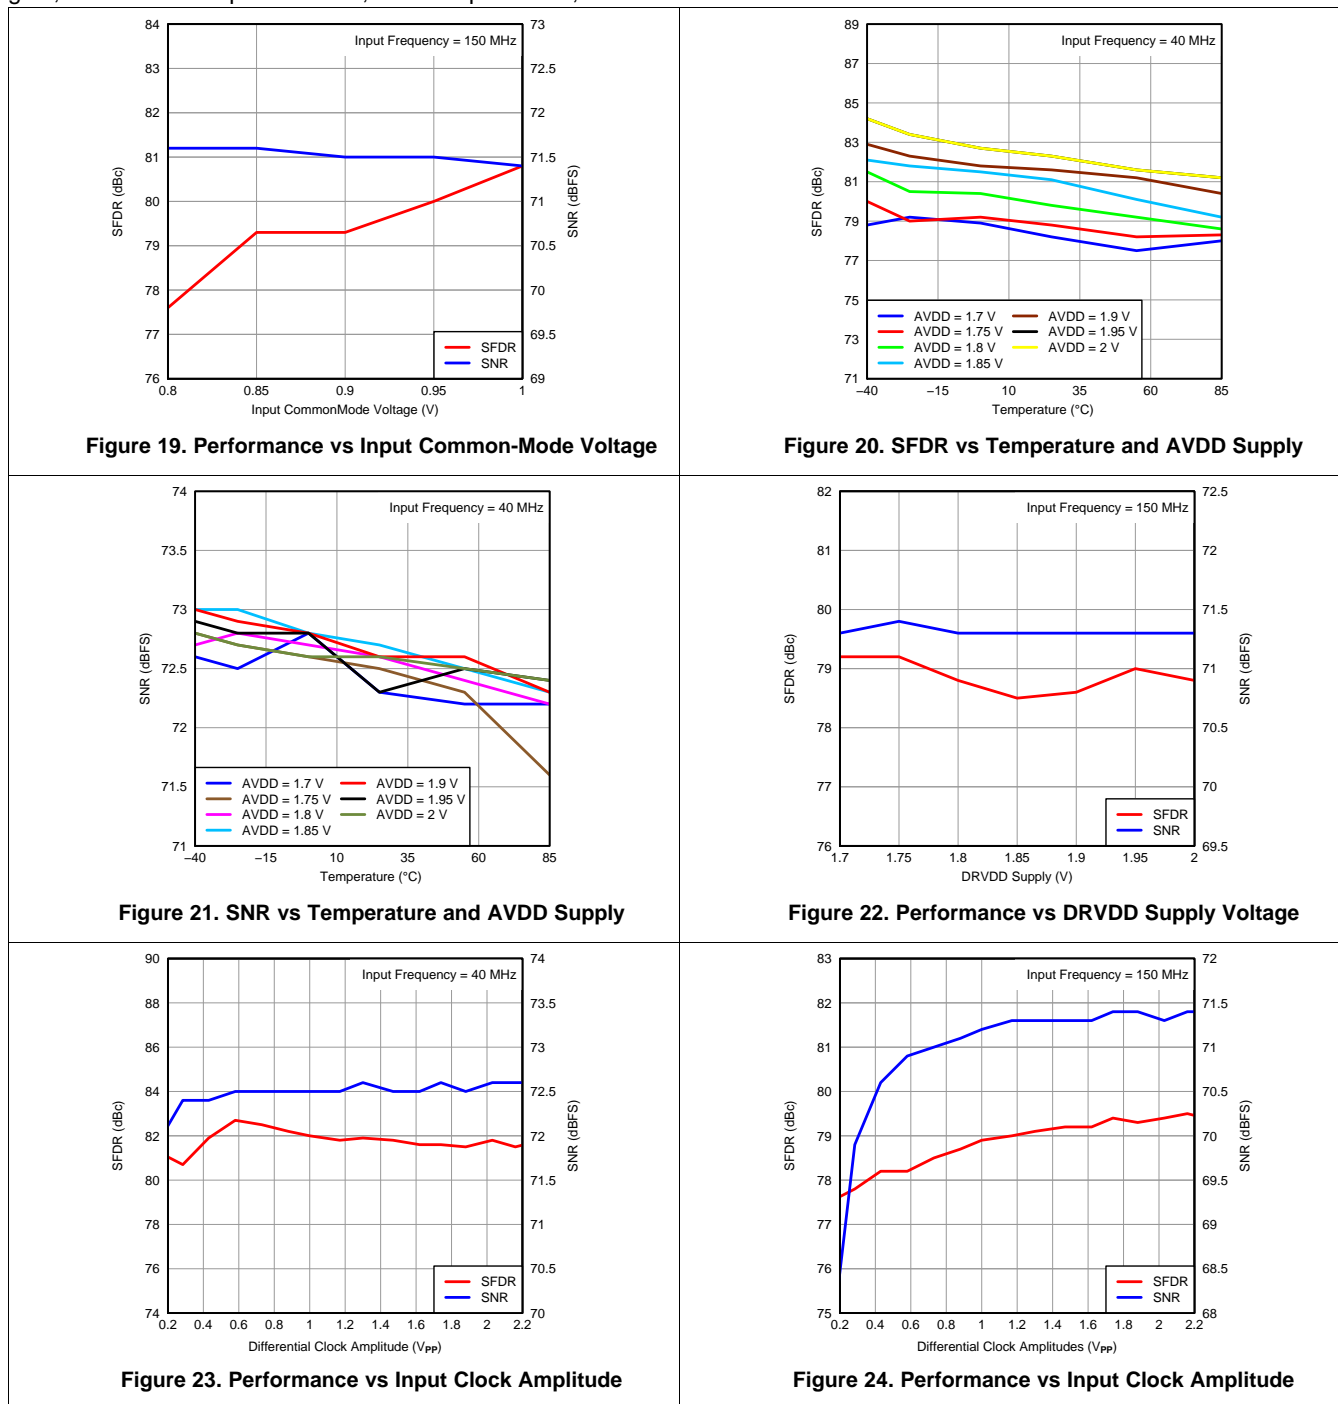 84
83
82
81
80
79
78
77
76
73
72.5
72
71.5
71
70.5
70
69.5
69
0.8 0.85 0.9 0.95 1
Input Frequency = 150 MHz
SFDR (dBc)
SNR (dBFS)
SFDR
SNR
Input CommonMode Voltage (V)
Figure 19. Performance vs Input Common-Mode Voltage
89
87
85
83
81
79
77
75
73
71
–40 –15 10 35 60 85
Input Frequency = 40 MHz
SFDR (dBc)
AVDD = 1.7 V
AVDD = 1.75 V
AVDD = 1.8 V
AVDD = 1.85 V
AVDD = 1.9 V
AVDD = 1.95 V
AVDD = 2 V
Temperature (°C)
Figure 20. SFDR vs Temperature and AVDD Supply
74
73.5
73
72.5
72
71.5
71
–40 –15 10 35 60 85
Input Frequency = 40 MHz
SNR (dBFS)
AVDD = 1.7 V
AVDD = 1.75 V
AVDD = 1.8 V
AVDD = 1.85 V
AVDD = 1.9 V
AVDD = 1.95 V
AVDD = 2 V
Temperature (°C)
Figure 21. SNR vs Temperature and AVDD Supply
82
81
80
79
78
77
76
72.5
72
71.5
71
70.5
70
69.5
1.7 1.75 1.8 1.85 1.9 1.95 2
Input Frequency = 150 MHz
SFDR (dBc)
SNR (dBFS)
SFDR
SNR
DRVDD Supply (V)
Figure 22. Performance vs DRVDD Supply Voltage
90
88
86
84
82
80
78
76
74
74
73.5
73
72.5
72
71.5
71
70.5
70
0.2 0.4 0.6 0.8 1 1.2 1.4 1.6 1.8 2 2.2
Input Frequency = 40 MHz
SFDR (dBc)
SNR (dBFS)
SFDR
SNR
Differential Clock Amplitude (VPP)
Figure 23. Performance vs Input Clock Amplitude
83
82
81
80
79
78
77
76
75
72
71.5
71
70.5
70
69.5
69
68.5
68
0.2 0.4 0.6 0.8 1 1.2 1.4 1.6 1.8 2 2.2
Input Frequency = 150 MHz
SFDR (dBc)
SNR (dBFS)
SFDR
SNR
Differential Clock Amplitudes (VPP)
Figure 24. Performance vs Input Clock Amplitude